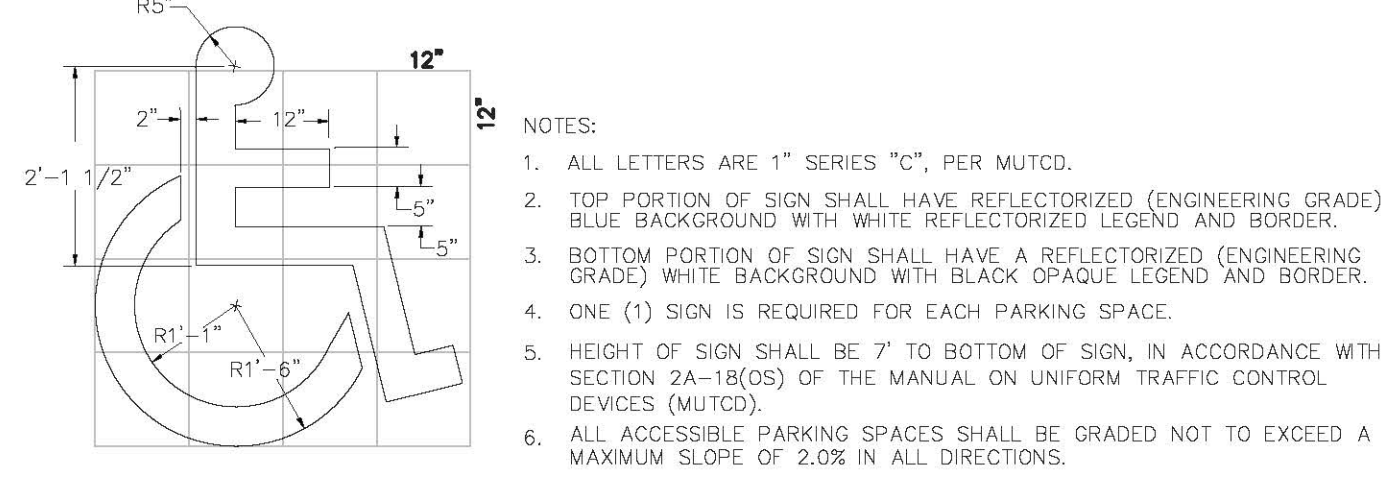 R5"
12"
12"
2"
12"
2'-1 1/2"
5"
5"
R1'-1"
R1'-6"
NOTES:
1. ALL LETTERS ARE 1" SERIES "C", PER MUTCD.
2. TOP PORTION OF SIGN SHALL HAVE REFLECTORIZED (ENGINEERING GRADE)
BLUE BACKGROUND WITH WHITE REFLECTORIZED LEGEND AND BORDER.
3. BOTTOM PORTION OF SIGN SHALL HAVE A REFLECTORIZED (ENGINEERING
GRADE) WHITE BACKGROUND WITH BLACK OPAQUE LEGEND AND BORDER.
4. ONE (1) SIGN IS REQUIRED FOR EACH PARKING SPACE.
5. HEIGHT OF SIGN SHALL BE 7' TO BOTTOM OF SIGN, IN ACCORDANCE WITH
SECTION 2A-18(OS) OF THE MANUAL ON UNIFORM TRAFFIC CONTROL
DEVICES (MUTCD).
6. ALL ACCESSIBLE PARKING SPACES SHALL BE GRADED NOT TO EXCEED A
MAXIMUM SLOPE OF 2.0% IN ALL DIRECTIONS.